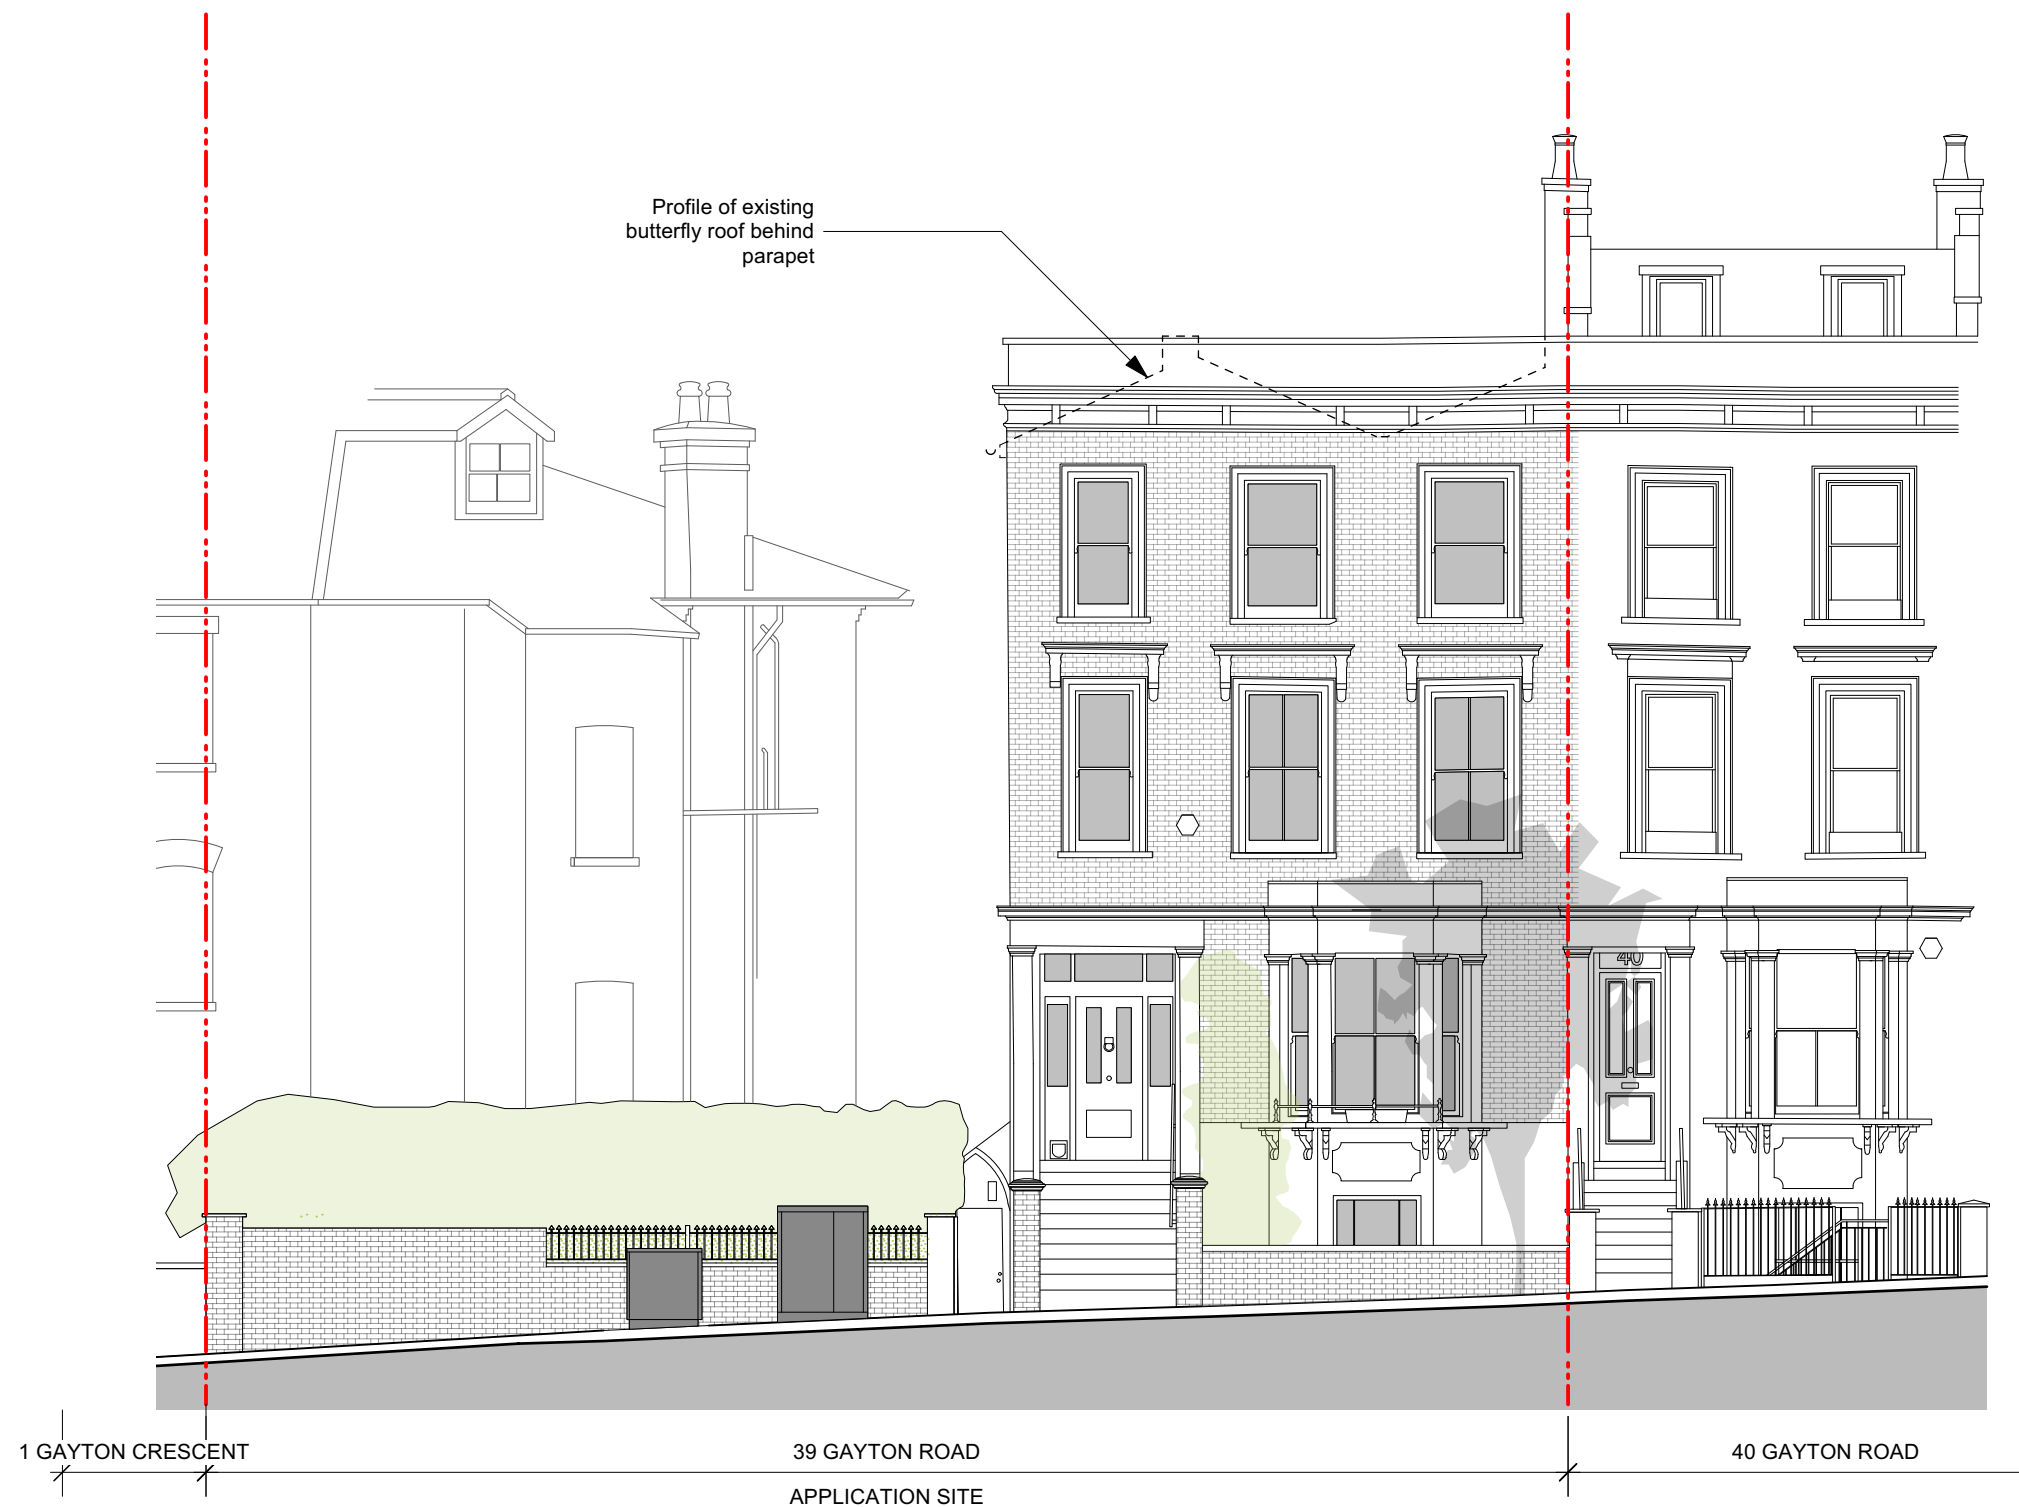 Profile of existing
butterfly roof behind
parapet
40
1 GAYTON CRESCENT
39 GAYTON ROAD
40 GAYTON ROAD
APPLICATION SITE